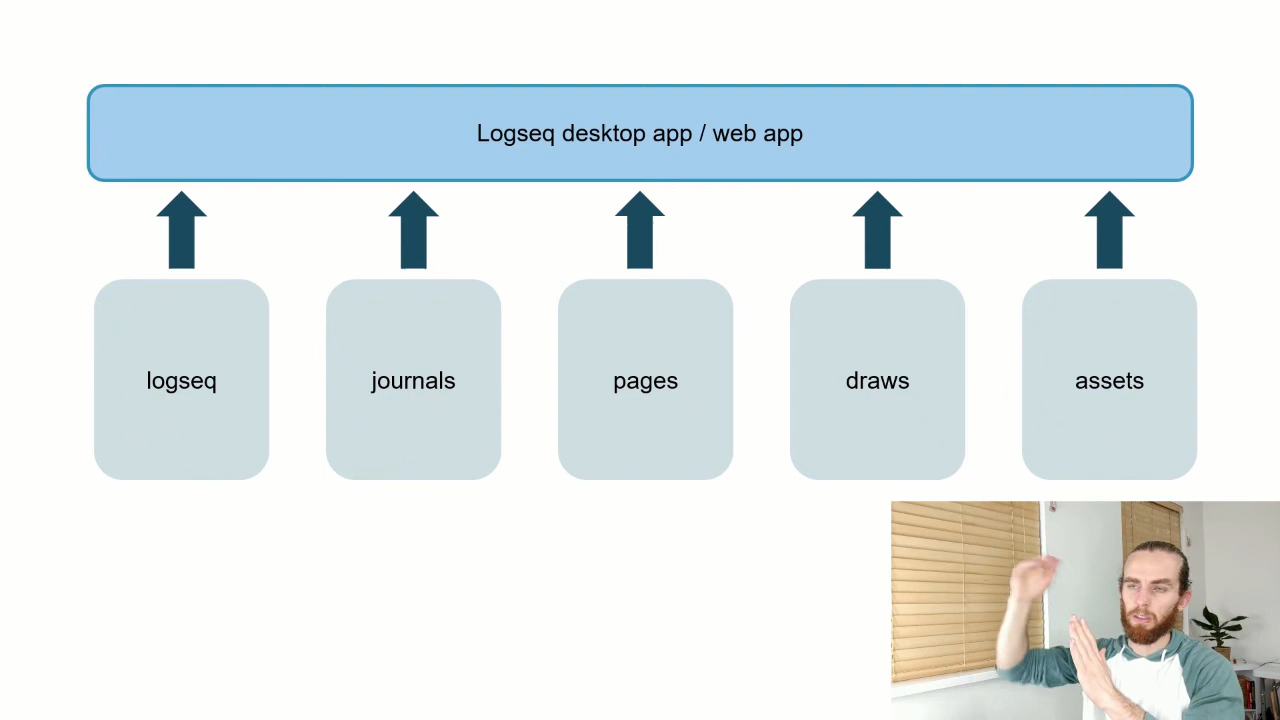 Logseq desktop app / web app
logseq
journals
pages
draws
assets